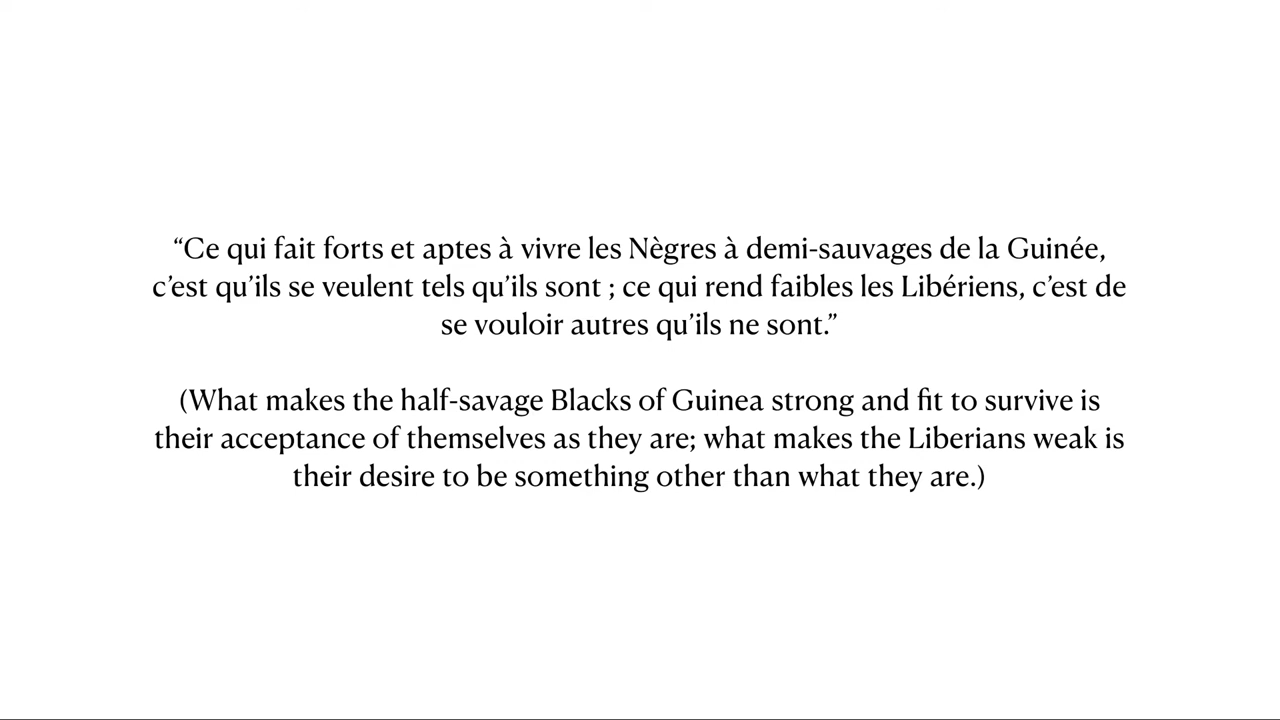 “Ce qui fait forts et aptes à vivre les Nègres à demi-sauvages de la Guinée,
c’est qu’ils se veulent tels qu’ils sont ; ce qui rend faibles les Libériens, c’est de
se vouloir autres qu’ils ne sont.”
(What makes the half-savage Blacks of Guinea strong and fit to survive is
their acceptance of themselves as they are; what makes the Liberians weak is
their desire to be something other than what they are.)